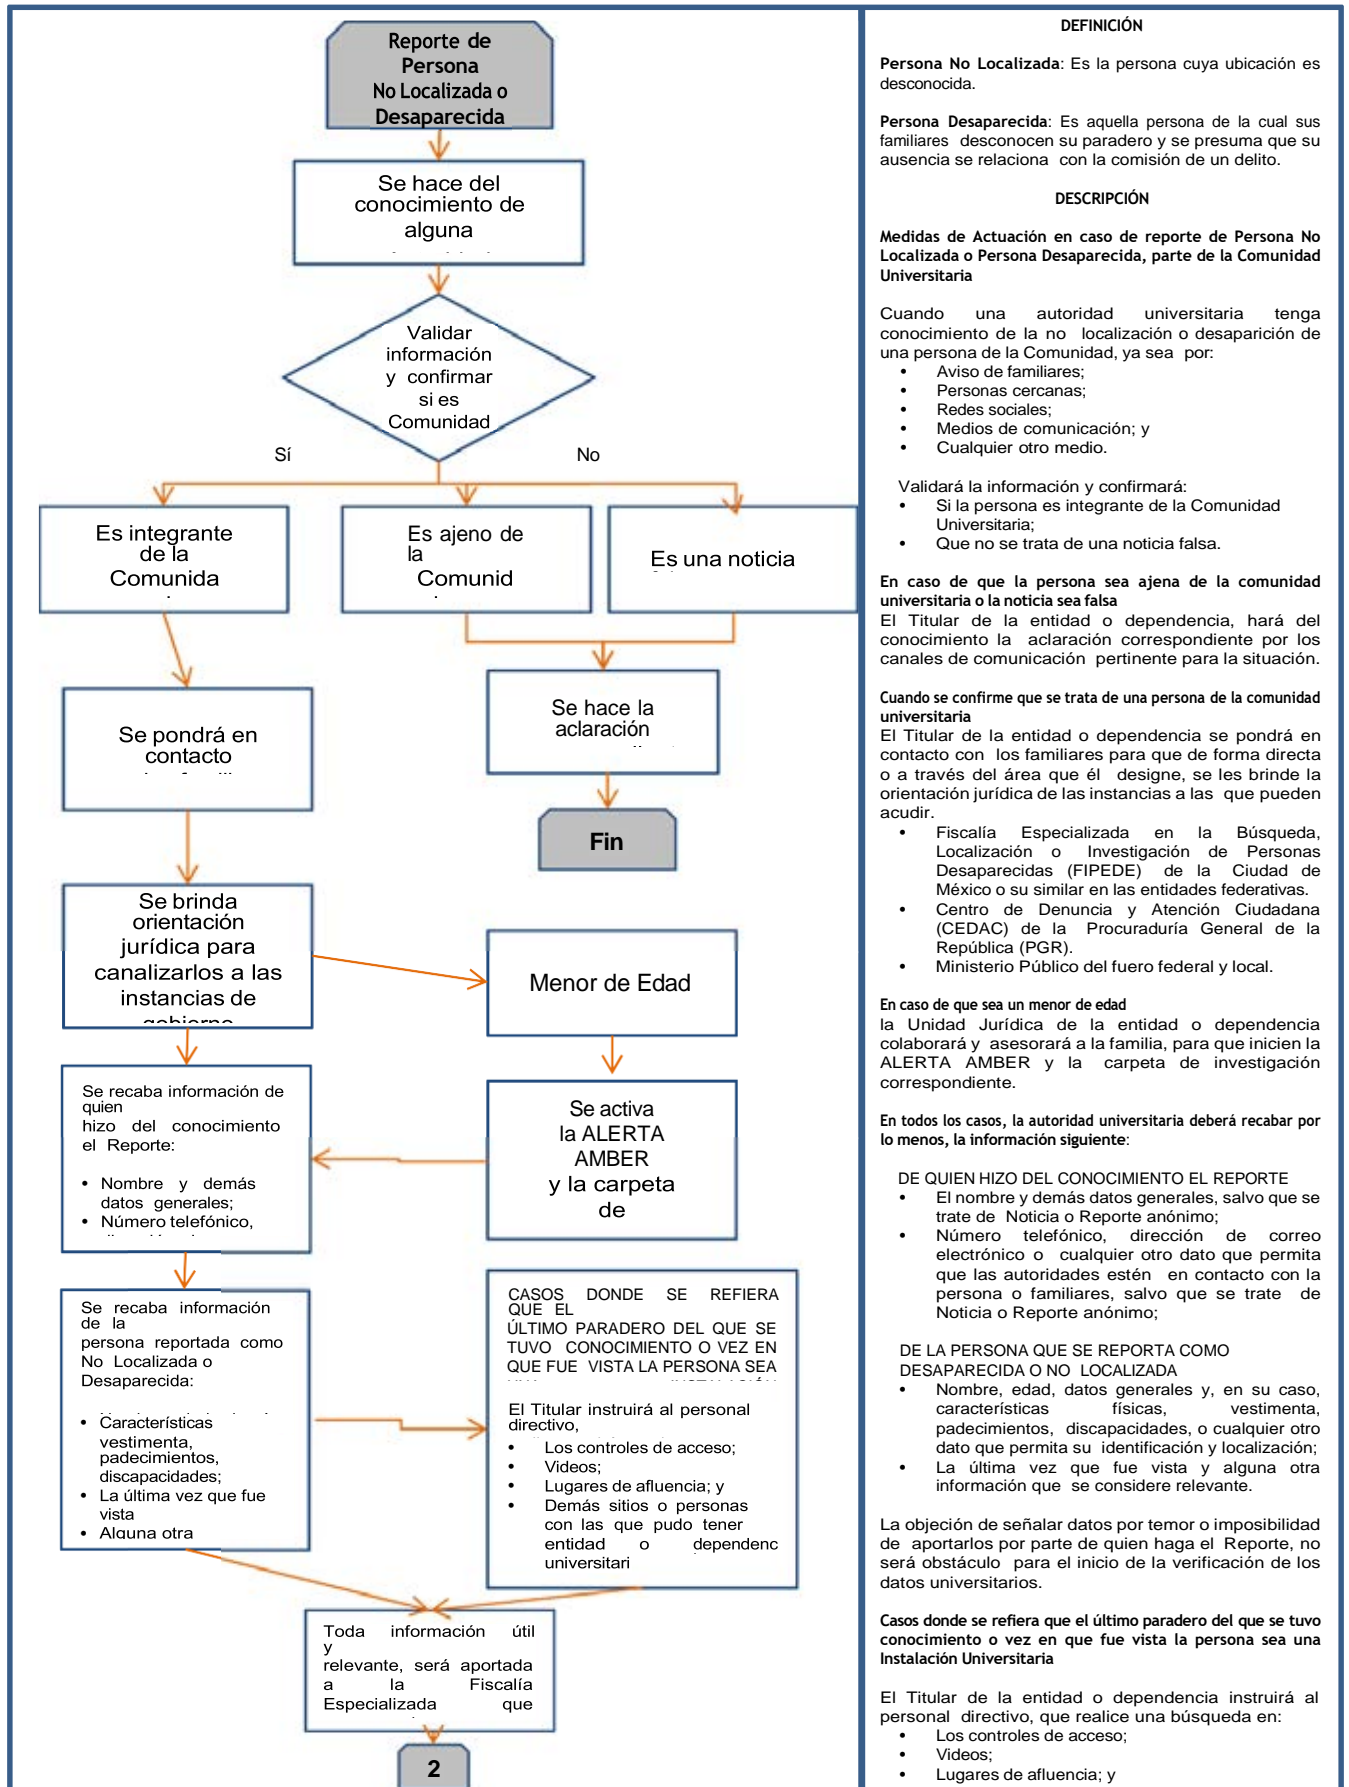 Reporte de
Persona
No Localizada o
Desaparecida
Se hace del
conocimiento de
alguna
Validar
información
y confirmar
si es
Comunidad
Sí
No
Es integrante
de la
Comunida
Es ajeno de
la
Comunid
Es una noticia
Se pondrá en
contacto
Se hace la
aclaración
Fin
Se brinda
orientación
jurídica para
canalizarlos a las
instancias de
gobierno
Menor de Edad
Se recaba información de
quien
hizo del conocimiento
el Reporte:
• Nombre y demás
datos generales;
• Número telefónico,
Se activa
la ALERTA
AMBER
y la carpeta
de
Se recaba información
de la
persona reportada como
No Localizada o
Desaparecida:
• Características
vestimenta,
padecimientos,
discapacidades;
• La última vez que fue
vista
• Alguna otra
CASOS DONDE SE REFIERA
QUE EL
ÚLTIMO PARADERO DEL QUE SE
TUVO CONOCIMIENTO O VEZ EN
QUE FUE VISTA LA PERSONA SEA
El Titular instruirá al personal
directivo,
• Los controles de acceso;
• Videos;
• Lugares de afluencia; y
• Demás sitios o personas
con las que pudo tener
entidad o dependenc
universitari
Toda información útil
y
relevante, será aportada
a la Fiscalía
Especializada que
2
DEFINICIÓN
Persona No Localizada: Es la persona cuya ubicación es
desconocida.
Persona Desaparecida: Es aquella persona de la cual sus
familiares desconocen su paradero y se presuma que su
ausencia se relaciona con la comisión de un delito.
DESCRIPCIÓN
Medidas de Actuación en caso de reporte de Persona No
Localizada o Persona Desaparecida, parte de la Comunidad
Universitaria
Cuando una autoridad universitaria tenga
conocimiento de la no localización o desaparición de
una persona de la Comunidad, ya sea por:
• Aviso de familiares;
• Personas cercanas;
• Redes sociales;
• Medios de comunicación; y
• Cualquier otro medio.
Validará la información y confirmará:
• Si la persona es integrante de la Comunidad
Universitaria;
• Que no se trata de una noticia falsa.
En caso de que la persona sea ajena de la comunidad
universitaria o la noticia sea falsa
El Titular de la entidad o dependencia, hará del
conocimiento la aclaración correspondiente por los
canales de comunicación pertinente para la situación.
Cuando se confirme que se trata de una persona de la comunidad
universitaria
El Titular de la entidad o dependencia se pondrá en
contacto con los familiares para que de forma directa
o a través del área que él designe, se les brinde la
orientación jurídica de las instancias a las que pueden
acudir.
• Fiscalía Especializada en la Búsqueda,
Localización o Investigación de Personas
Desaparecidas (FIPEDE) de la Ciudad de
México o su similar en las entidades federativas.
• Centro de Denuncia y Atención Ciudadana
(CEDAC) de la Procuraduría General de la
República (PGR).
• Ministerio Público del fuero federal y local.
En caso de que sea un menor de edad
la Unidad Jurídica de la entidad o dependencia
colaborará y asesorará a la familia, para que inicien la
ALERTA AMBER y la carpeta de investigación
correspondiente.
En todos los casos, la autoridad universitaria deberá recabar por
lo menos, la información siguiente:
DE QUIEN HIZO DEL CONOCIMIENTO EL REPORTE
• El nombre y demás datos generales, salvo que se
trate de Noticia o Reporte anónimo;
• Número telefónico, dirección de correo
electrónico o cualquier otro dato que permita
que las autoridades estén en contacto con la
persona o familiares, salvo que se trate de
Noticia o Reporte anónimo;
DE LA PERSONA QUE SE REPORTA COMO
DESAPARECIDA O NO LOCALIZADA
• Nombre, edad, datos generales y, en su caso,
características físicas, vestimenta,
padecimientos, discapacidades, o cualquier otro
dato que permita su identificación y localización;
• La última vez que fue vista y alguna otra
información que se considere relevante.
La objeción de señalar datos por temor o imposibilidad
de aportarlos por parte de quien haga el Reporte, no
será obstáculo para el inicio de la verificación de los
datos universitarios.
Casos donde se refiera que el último paradero del que se tuvo
conocimiento o vez en que fue vista la persona sea una
Instalación Universitaria
El Titular de la entidad o dependencia instruirá al
personal directivo, que realice una búsqueda en:
• Los controles de acceso;
• Videos;
• Lugares de afluencia; y